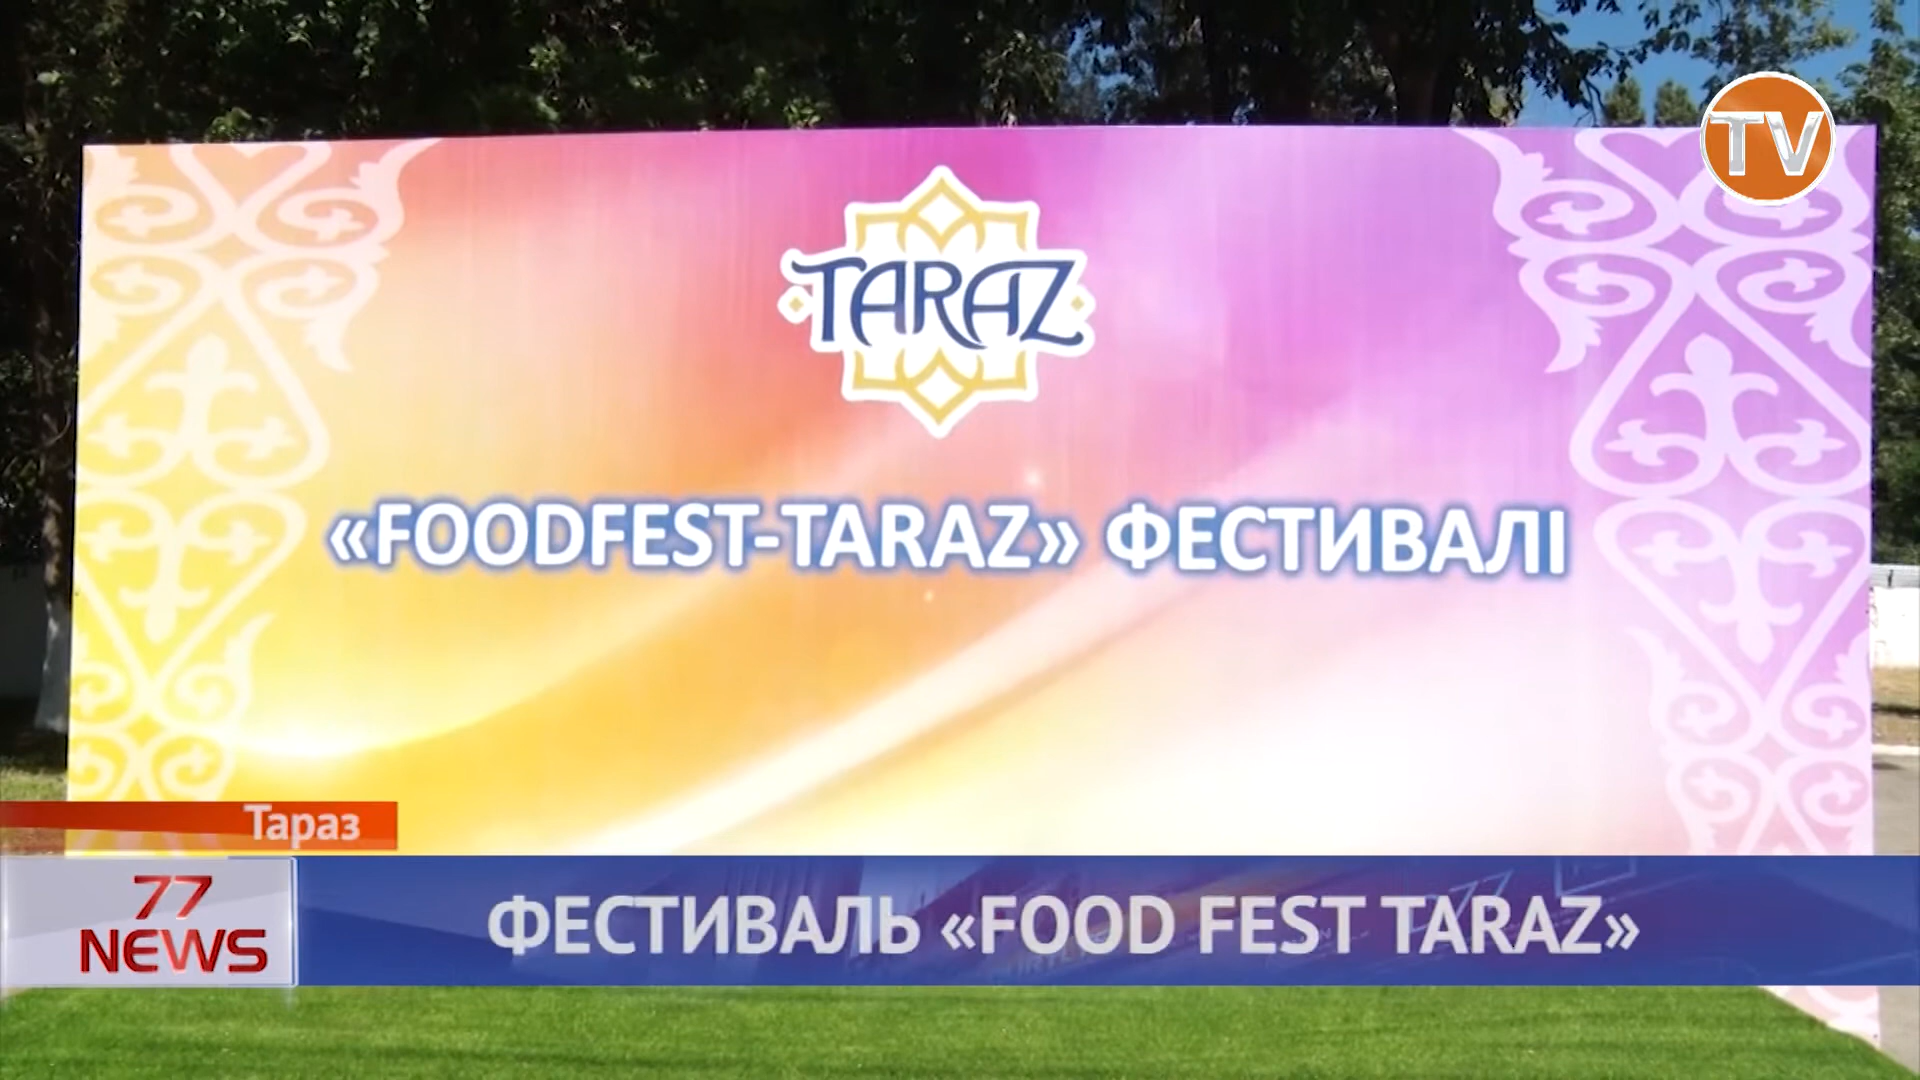 TV
TARAZ
«FOODFEST-TARAZ» ФЕСТИВАЛІ
Тараз
77
NEWS
ФЕСТИВАЛЬ «FOOD FEST TARAZ»